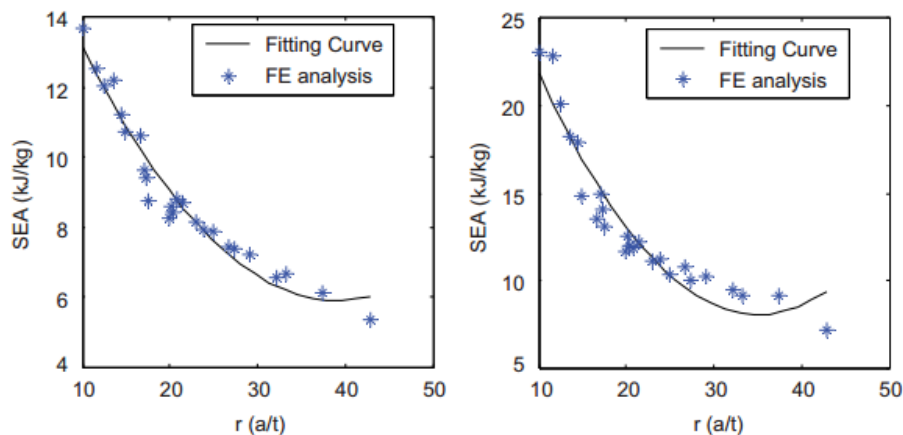 14
12
10
8
6
4
SEA (kJ/kg)
Fitting Curve
FE analysis
10 20 30 40 50
r (a/t)
25
20
15
10
5
SEA (kJ/kg)
Fitting Curve
FE analysis
10 20 30 40 50
r (a/t)